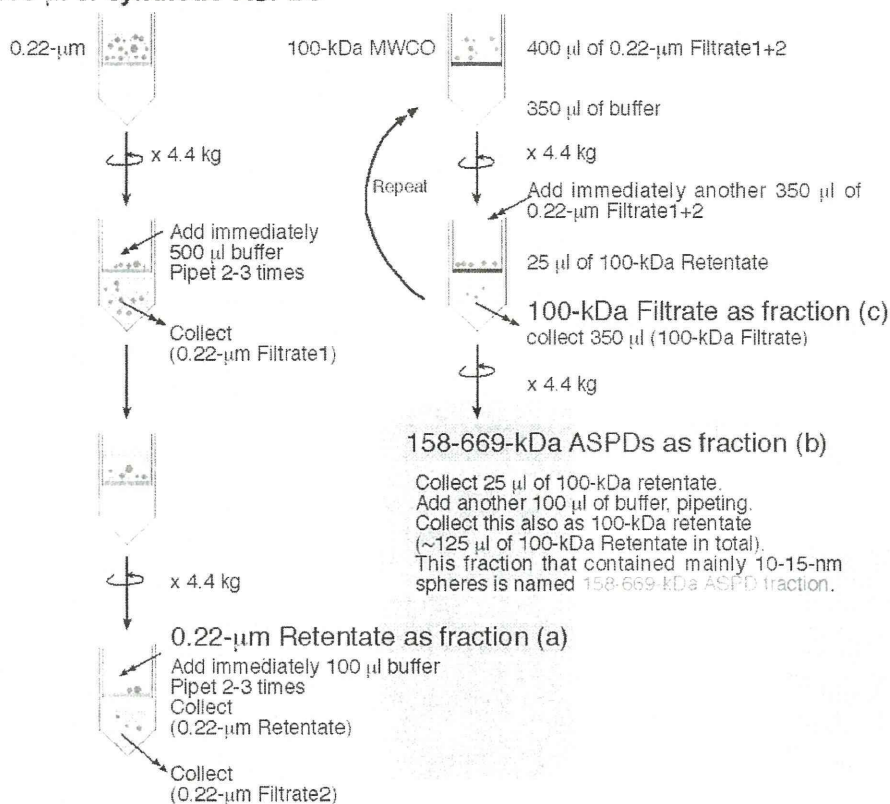 0.22-μm
x 4.4 kg
Add immediately
500 μl buffer
Pipet 2-3 times
Collect
(0.22-μm Filtrate1)
x 4.4 kg
0.22-μm Retentate as fraction (a)
Add immediately 100 μl buffer
Pipet 2-3 times
Collect
(0.22-μm Retentate)
Collect
(0.22-μm Filtrate2)
100-kDa MWCO
400 μl of 0.22-μm Filtrate1+2
350 μl of buffer
x 4.4 kg
Repeat
Add immediately another 350 μl of
0.22-μm Filtrate1+2
25 μl of 100-kDa Retentate
100-kDa Filtrate as fraction (c)
collect 350 μl (100-kDa Filtrate)
x 4.4 kg
158-669-kDa ASPDs as fraction (b)
Collect 25 μl of 100-kDa retentate.
Add another 100 μl of buffer, pipeting.
Collect this also as 100-kDa retentate
(~125 μl of 100-kDa Retentate in total).
This fraction that contained mainly 10-15-nm
spheres is named 158-669-kDa ASPD fraction.